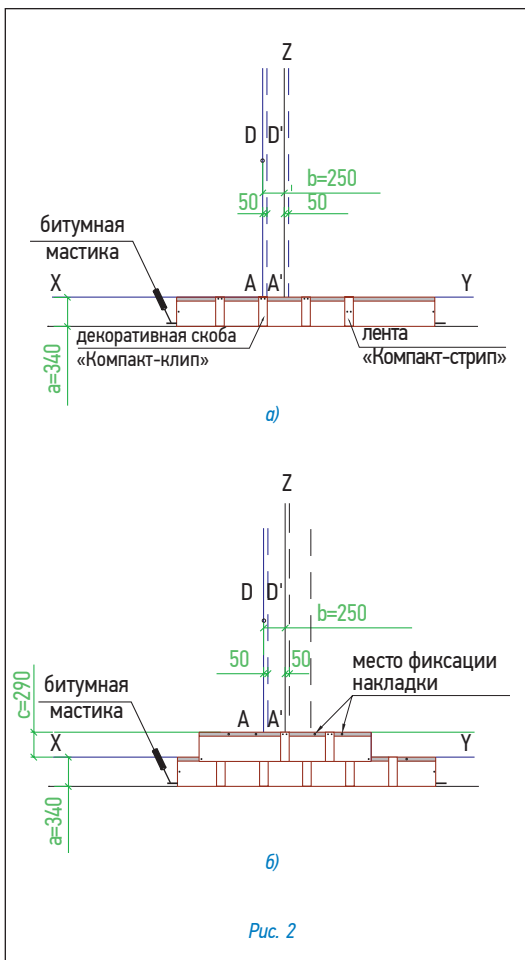 Z
D D'
b=250
50 50
битумная
мастика
X A A' Y
a=340
декоративная скоба
«Компакт-клип»
лента
«Компакт-стрип»
а)
Z
D D'
b=250
50 50
место фиксации
накладки
битумная
мастика
c=290
A A'
X Y
a=340
б)
Рис. 2